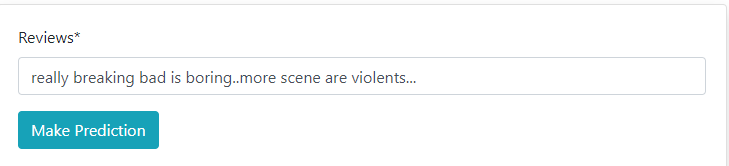 Reviews*
really breaking bad is boring..more scene are violents...
Make Prediction